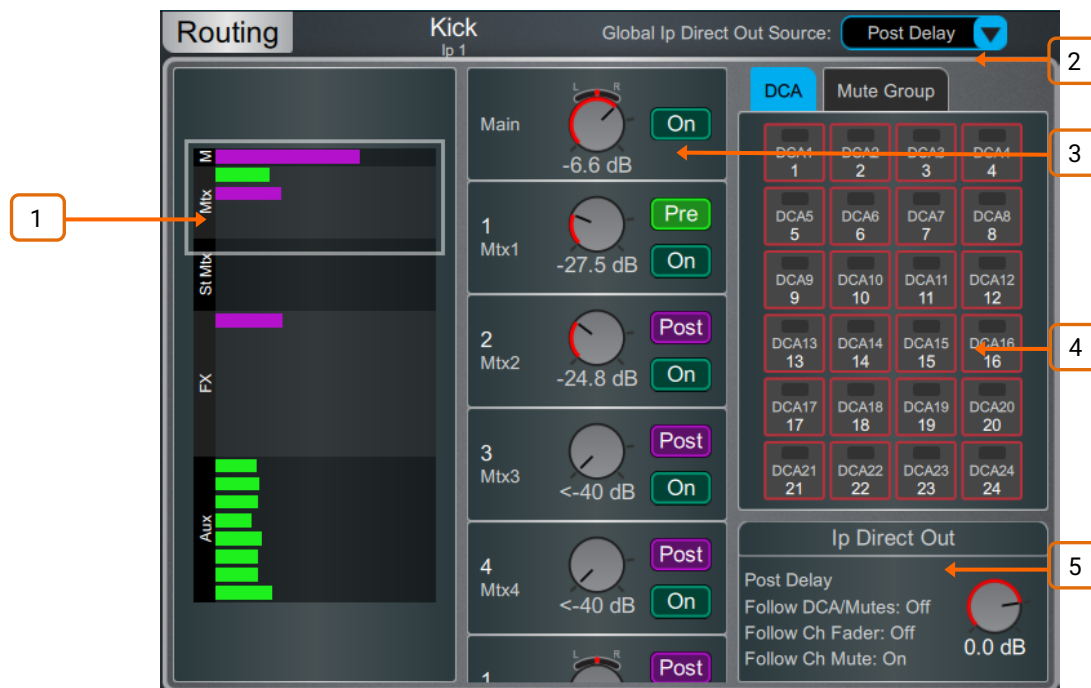 Routing
Kick
Ip 1
Global Ip Direct Out Source:
Post Delay
2
DCA
Mute Group
1
M
Mtx
St Mtx
FX
Aux
L R
Main
On
-6.6 dB
3
1
Mtx1
Pre
On
-27.5 dB
2
Mtx2
Post
On
-24.8 dB
3
Mtx3
Post
On
<-40 dB
4
Mtx4
Post
On
<-40 dB
L R
1
Post
DCA1 DCA2 DCA3 DCA4
1 2 3 4
DCA5 DCA6 DCA7 DCA8
5 6 7 8
DCA9 DCA10 DCA11 DCA12
9 10 11 12
DCA13 DCA14 DCA15 DCA16
13 14 15 16
4
DCA17 DCA18 DCA19 DCA20
17 18 19 20
DCA21 DCA22 DCA23 DCA24
21 22 23 24
Ip Direct Out
5
Post Delay
Follow DCA/Mutes: Off
Follow Ch Fader: Off
Follow Ch Mute: On
0.0 dB